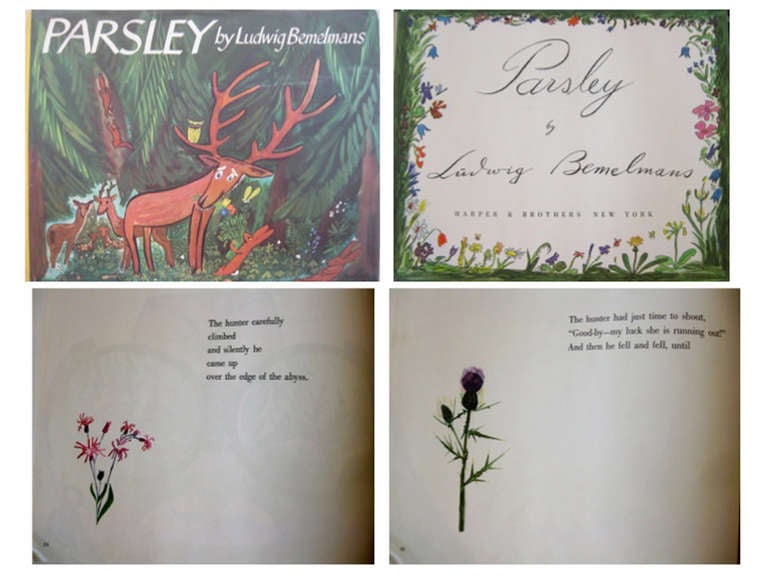 PARSLEY by Ludwig Bemelmans
Parsley
by
Ludwig Bemelmans
HARPER & BROTHERS NEW YORK
The hunter carefully
climbed
and silently he
came up
over the edge of the abyss.
The hunter had just time to shout,
"Good-by—my luck she is running out!"
And then he fell and fell, until